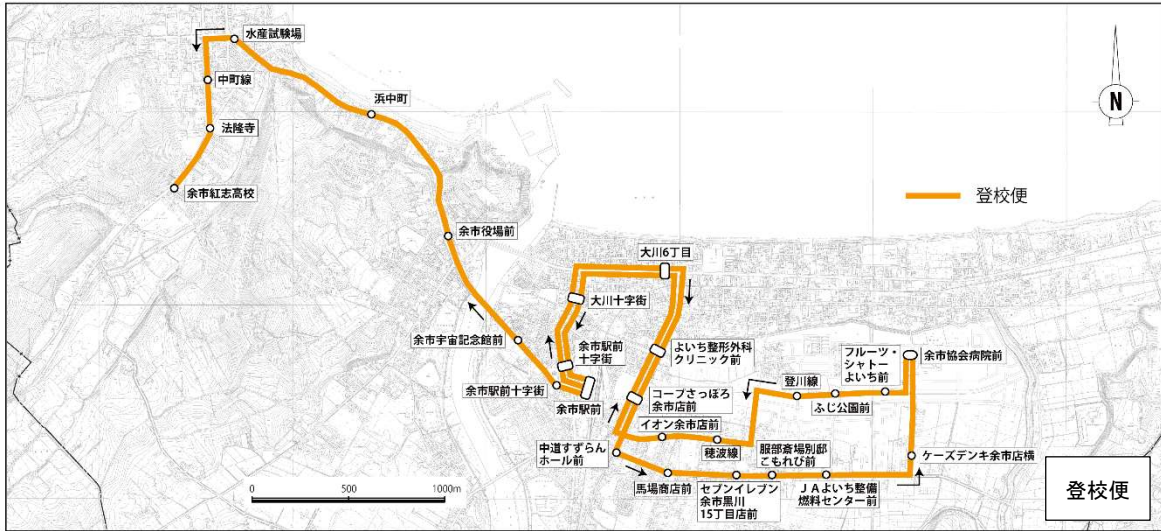 水産試験場
中町線
浜中町
法隆寺
余市紅志高校
N
登校便
余市役場前
大川6丁目
大川十字街
余市宇宙記念館前
余市駅前
十字街
よいち整形外科
クリニック前
フルーツ・
シャトー
よいち前
余市協会病院前
余市駅前十字街
余市駅前
コープさっぽろ
余市店前
登川線
ふじ公園前
イオン余市店前
中道すずらん
ホール前
穂波線
服部斎場別邸
こもれび前
ケーズデンキ余市店横
馬場商店前
セブンイレブン
余市黒川
15丁目店前
JAよいち整備
燃料センター前
0
500
1000m
登校便